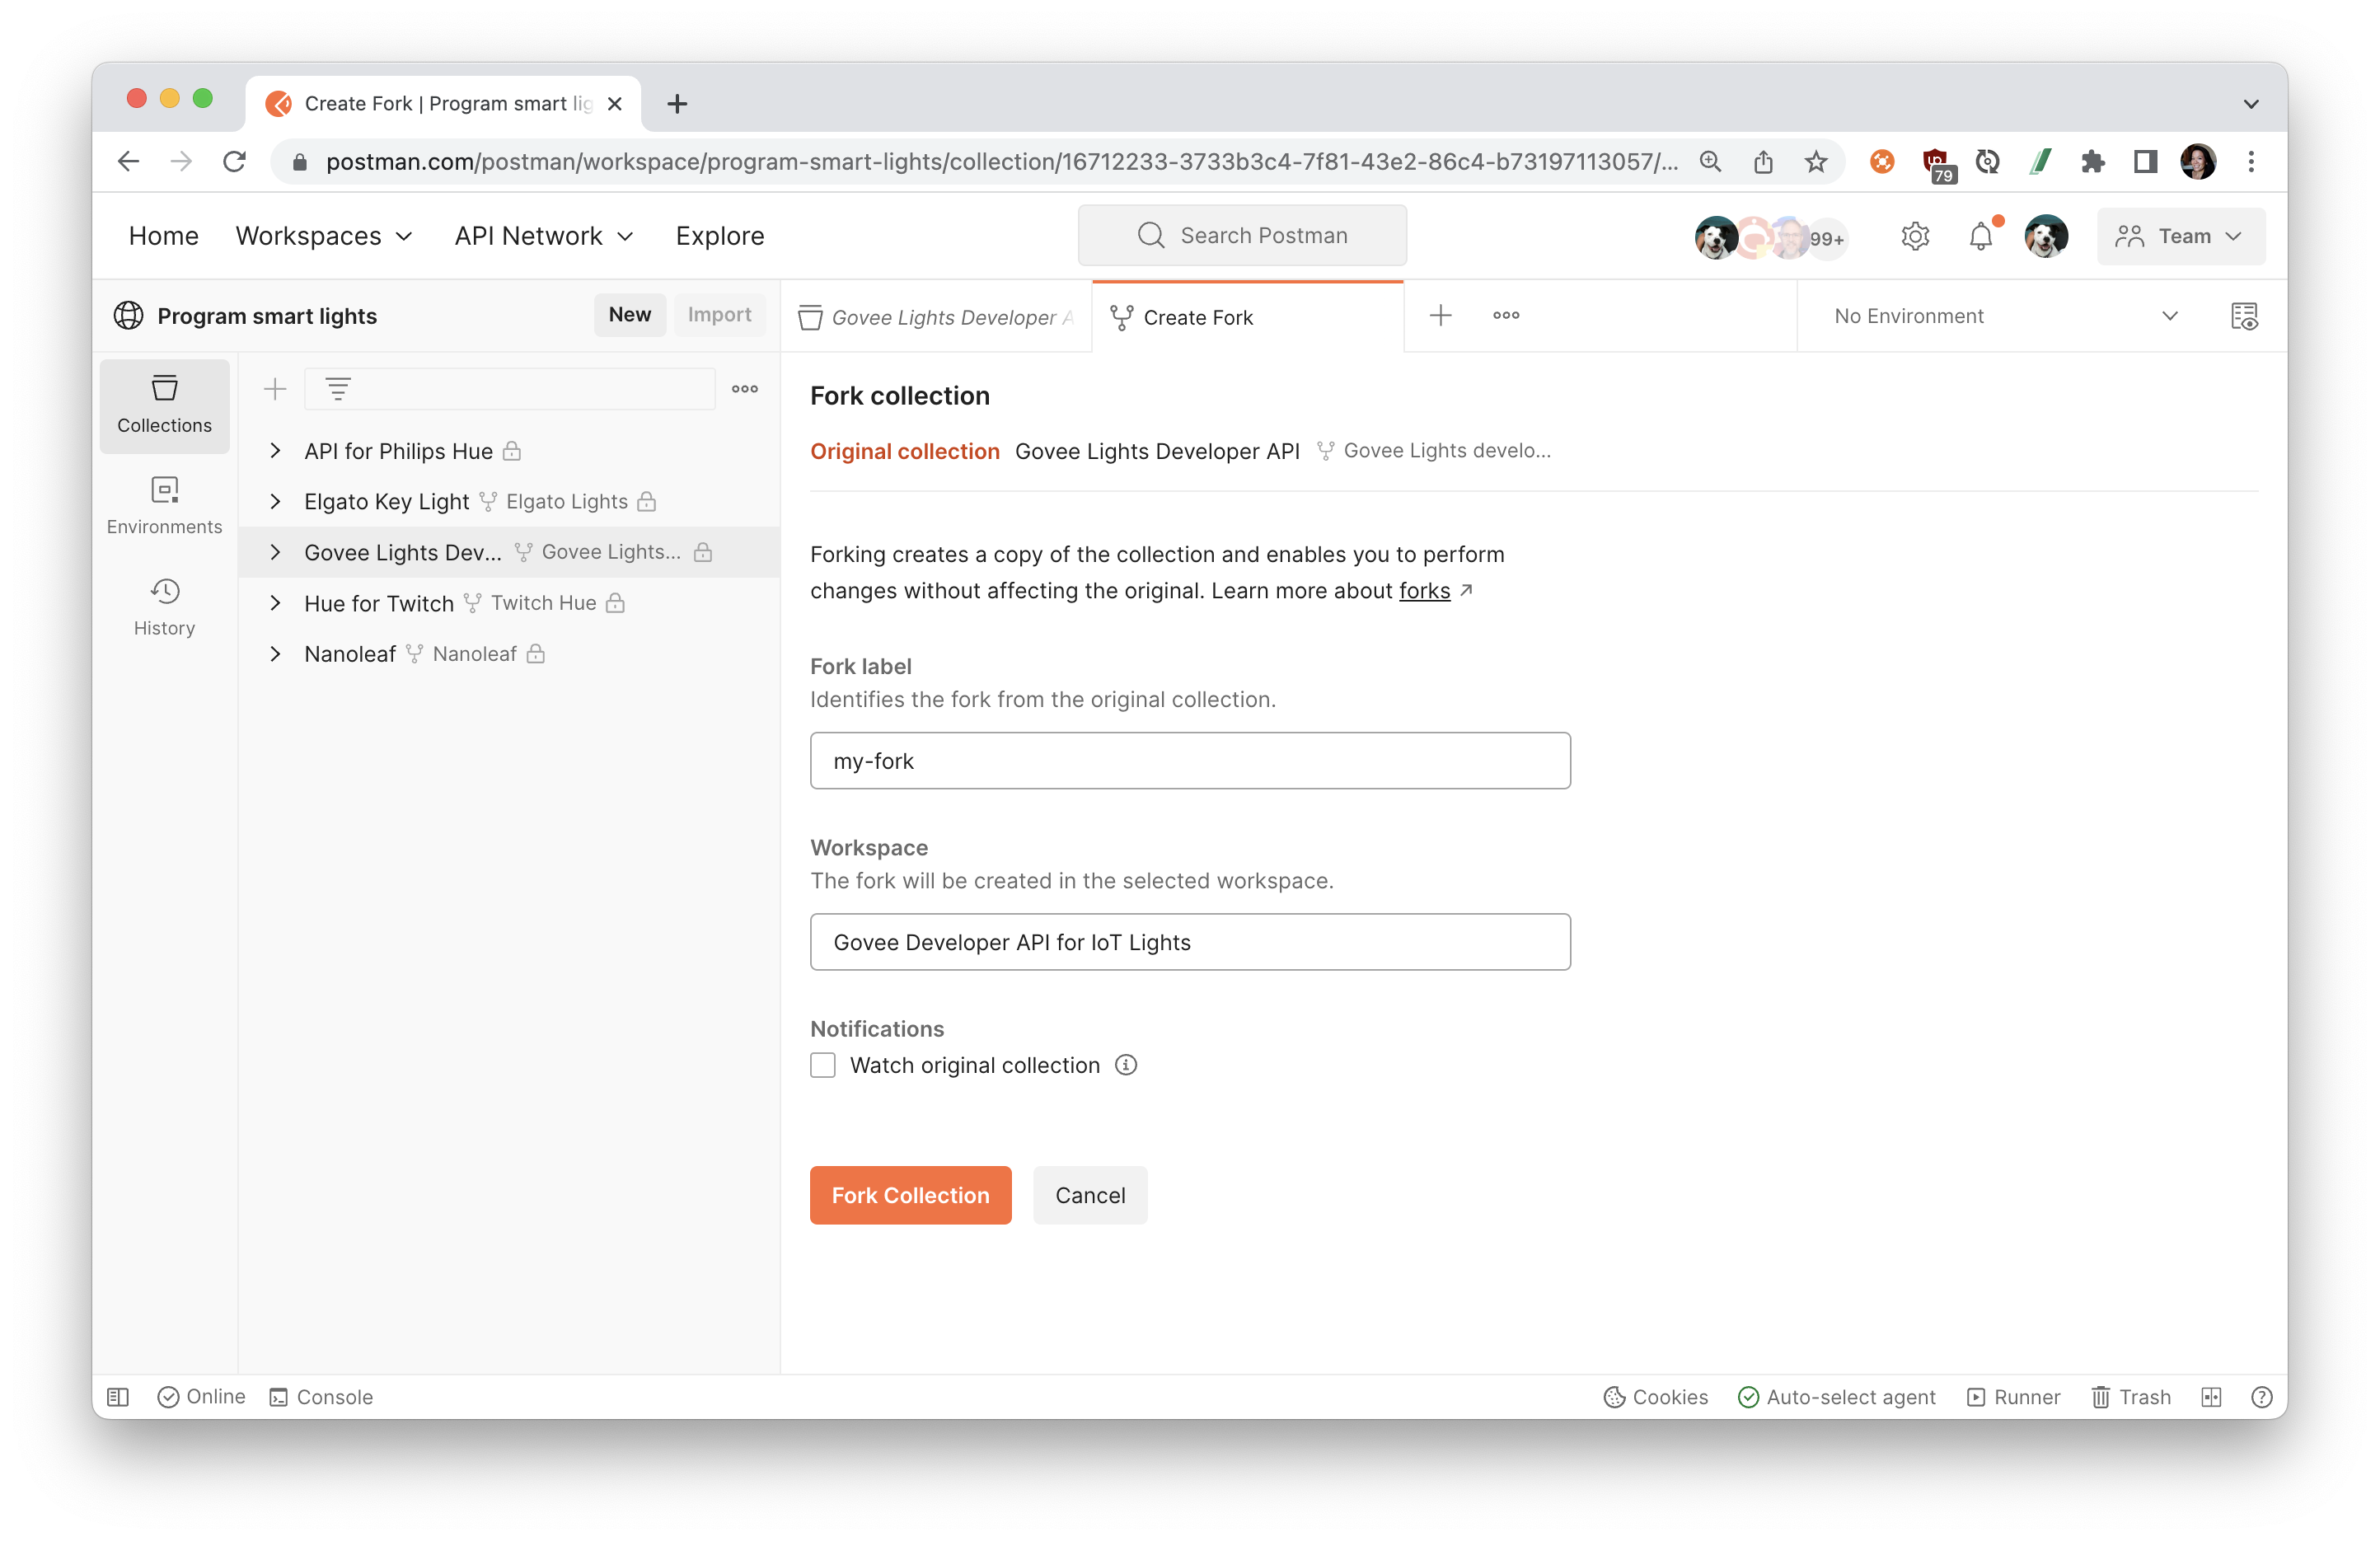 Create Fork | Program smart lig
postman.com/postman/workspace/program-smart-lights/collection/16712233-3733b3c4-7f81-43e2-86c4-b73197113057/...
79
Home Workspaces API Network Explore
Search Postman
99+
Team
Program smart lights
New
Import
Govee Lights Developer A
Create Fork
No Environment
Collections
Environments
History
API for Philips Hue
Elgato Key Light Elgato Lights
Govee Lights Dev... Govee Lights...
Hue for Twitch Twitch Hue
Nanoleaf Nanoleaf
Fork collection
Original collection Govee Lights Developer API Govee Lights develo...
Forking creates a copy of the collection and enables you to perform
changes without affecting the original. Learn more about forks
Fork label
Identifies the fork from the original collection.
my-fork
Workspace
The fork will be created in the selected workspace.
Govee Developer API for IoT Lights
Notifications
Watch original collection
Fork Collection
Cancel
Online Console
Cookies Auto-select agent Runner Trash